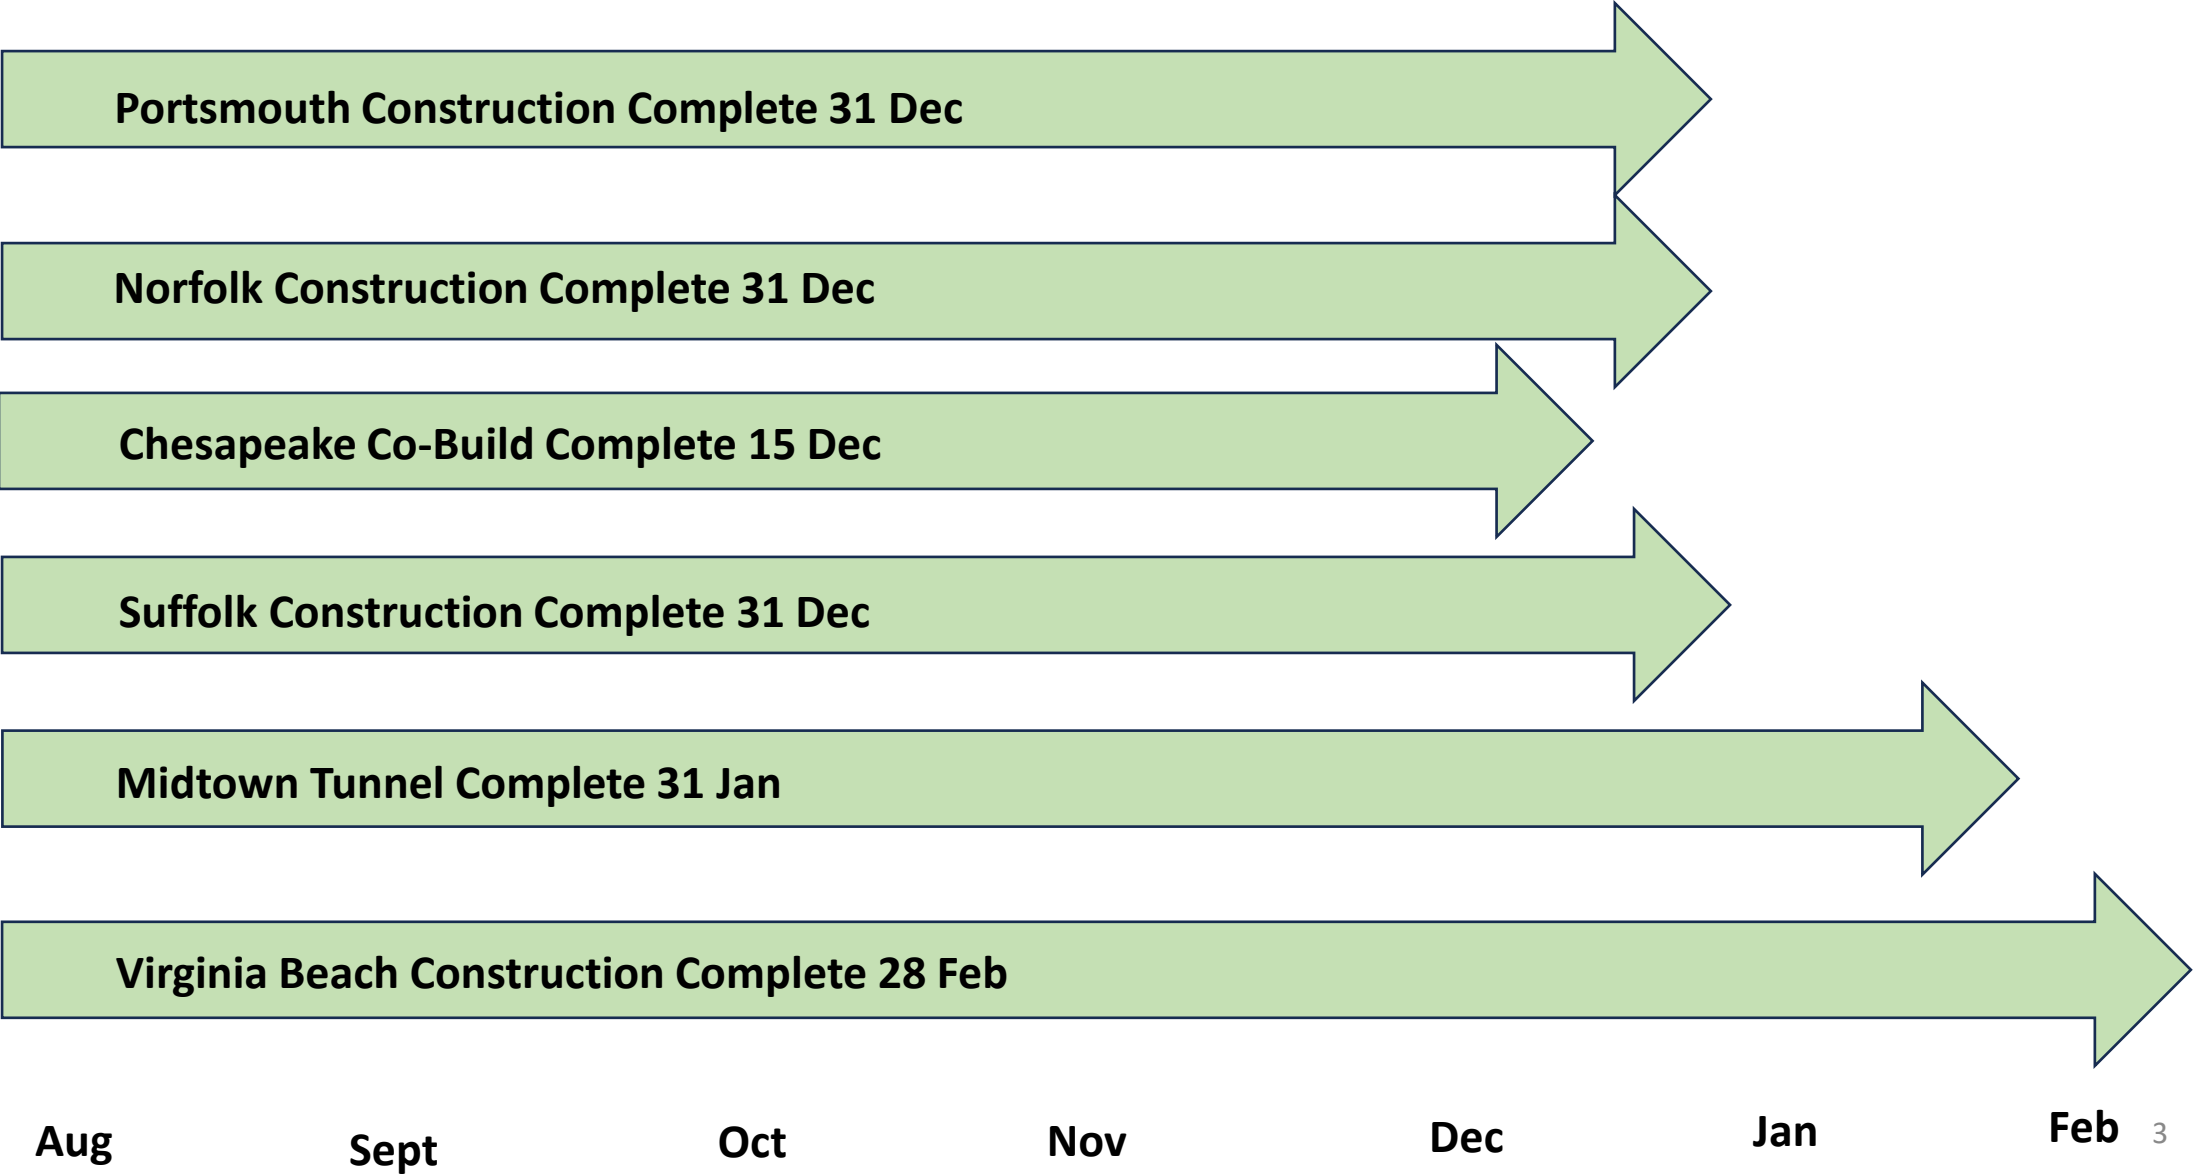 Portsmouth Construction Complete 31 Dec
Norfolk Construction Complete 31 Dec
Chesapeake Co-Build Complete 15 Dec
Suffolk Construction Complete 31 Dec
Midtown Tunnel Complete 31 Jan
Virginia Beach Construction Complete 28 Feb
Aug Sept Oct Nov Dec Jan Feb 3